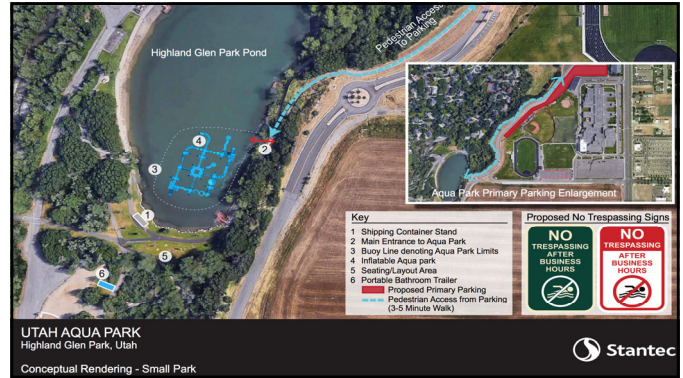 Highland Glen Park Pond
Pedestrian Access
To Parking
4
2
3
1
5
6
Aqua Park Primary Parking Enlargement
Key
1 Shipping Container Stand
2 Main Entrance to Aqua Park
3 Buoy Line denoting Aqua Park Limits
4 Inflatable Aqua park
5 Seating/Layout Area
6 Portable Bathroom Trailer
Proposed Primary Parking
Pedestrian Access from Parking
(3-5 Minute Walk)
Proposed No Trespassing Signs
NO
TRESPASSING
AFTER
BUSINESS
HOURS
NO
TRESPASSING
AFTER
BUSINESS
HOURS
UTAH AQUA PARK
Highland Glen Park, Utah
Conceptual Rendering - Small Park
Stantec